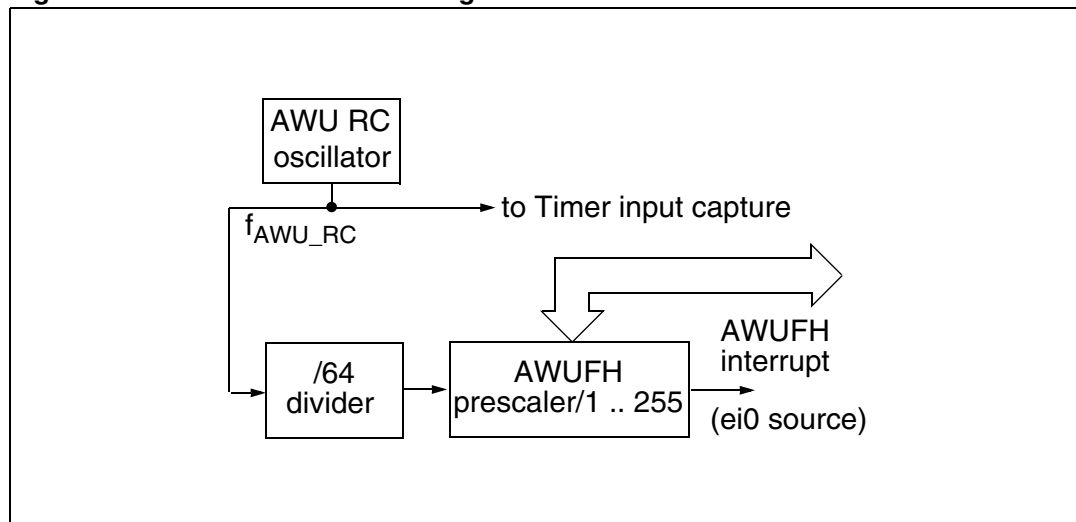 AWU RC
oscillator
to Timer input capture
fAWU_RC
AWUFH
interrupt
/64
divider
AWUFH
prescaler/1 .. 255
(ei0 source)